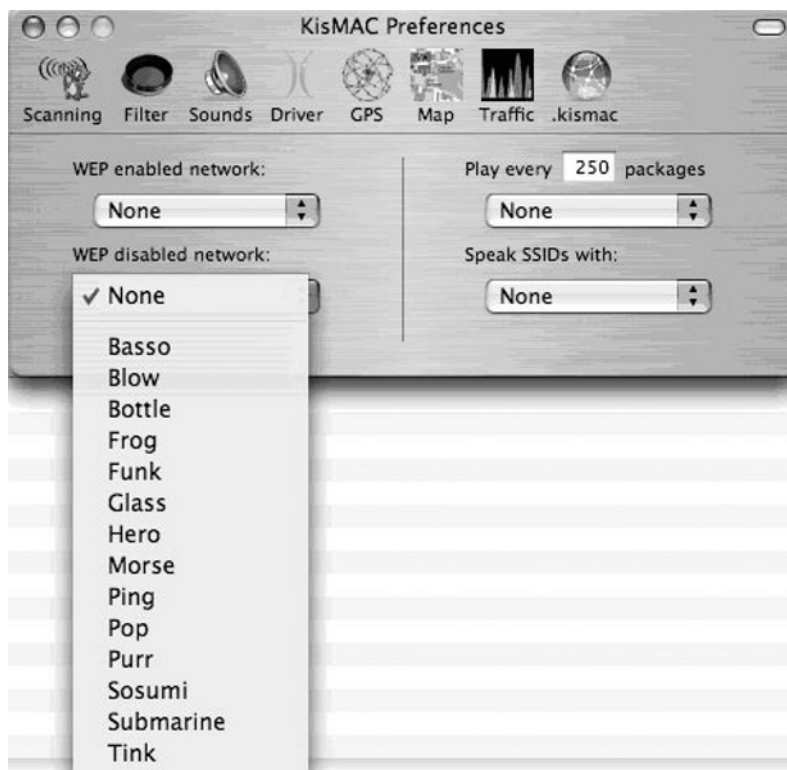 KisMAC Preferences
Scanning Filter Sounds Driver GPS Map Traffic .kismac
WEP enabled network:
None
WEP disabled network:
✓ None
Basso
Blow
Bottle
Frog
Funk
Glass
Hero
Morse
Ping
Pop
Purr
Sosumi
Submarine
Tink
Play every 250 packages
None
Speak SSIDs with:
None